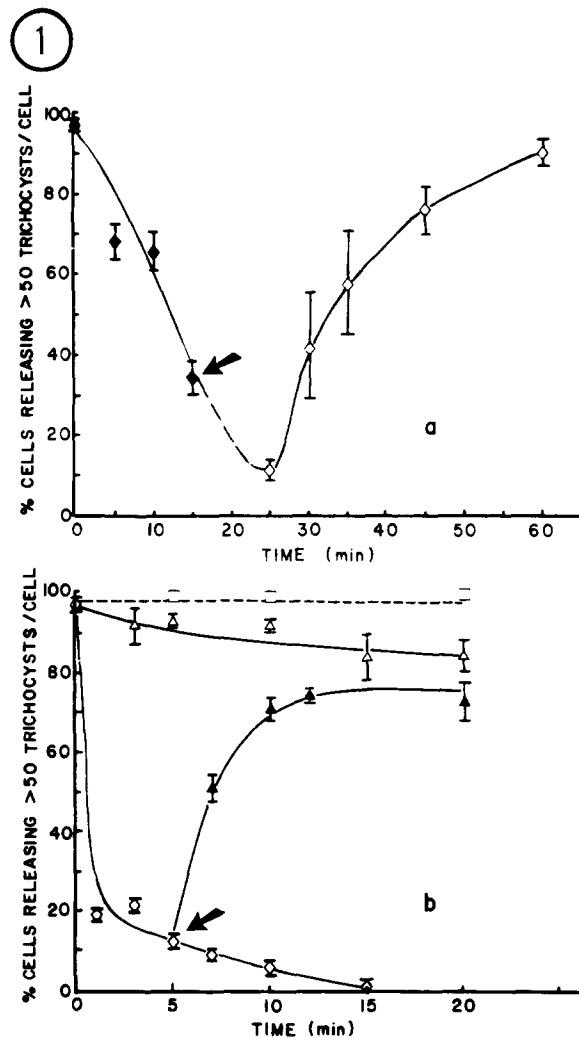 1
% CELLS RELEASING >50 TRICHOCYSTS/CELL
100
80
60
40
20
0
a
0 10 20 30 40 50 60
TIME (min)
% CELLS RELEASING >50 TRICHOCYSTS/CELL
100
80
60
40
20
0
b
0 5 10 15 20
TIME (min)